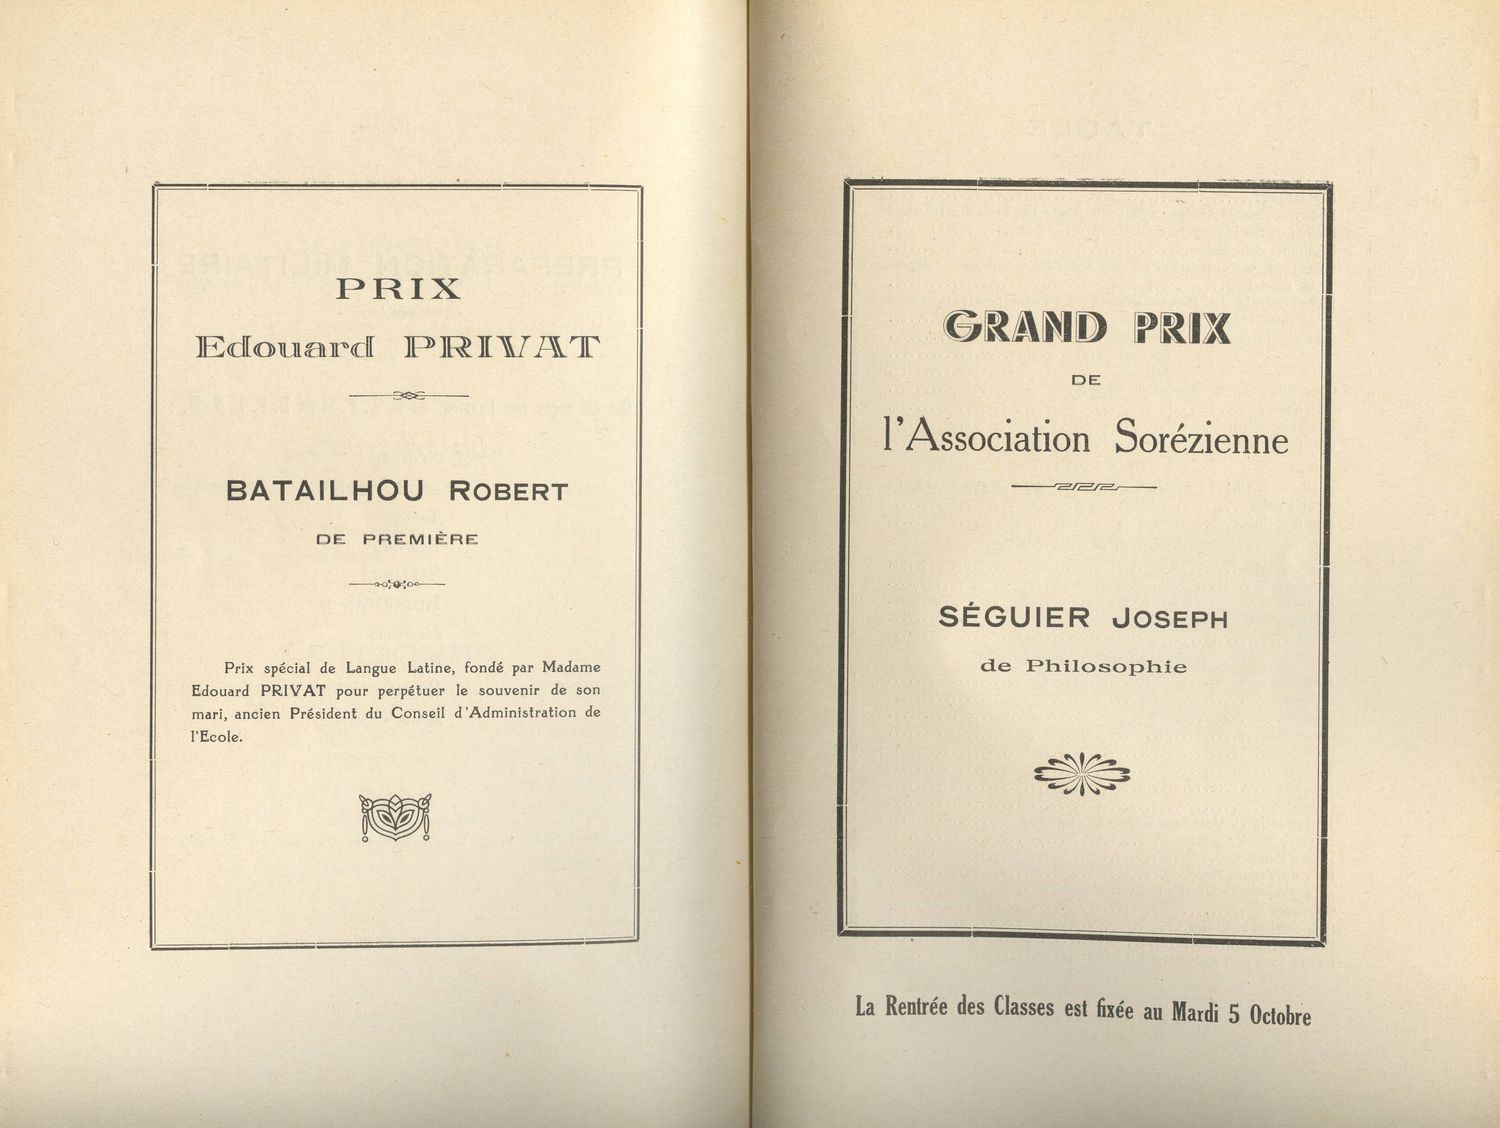 PRIX
Edouard PRIVAT
BATAILHOU ROBERT
DE PREMIÈRE
Prix spécial de Langue Latine, fondé par Madame
Edouard PRIVAT pour perpétuer le souvenir de son
mari, ancien Président du Conseil d'Administration de
l'Ecole.
GRAND PRIX
DE
l'Association Sorézienne
SÉGUIER JOSEPH
de Philosophie
La Rentrée des Classes est fixée au Mardi 5 Octobre